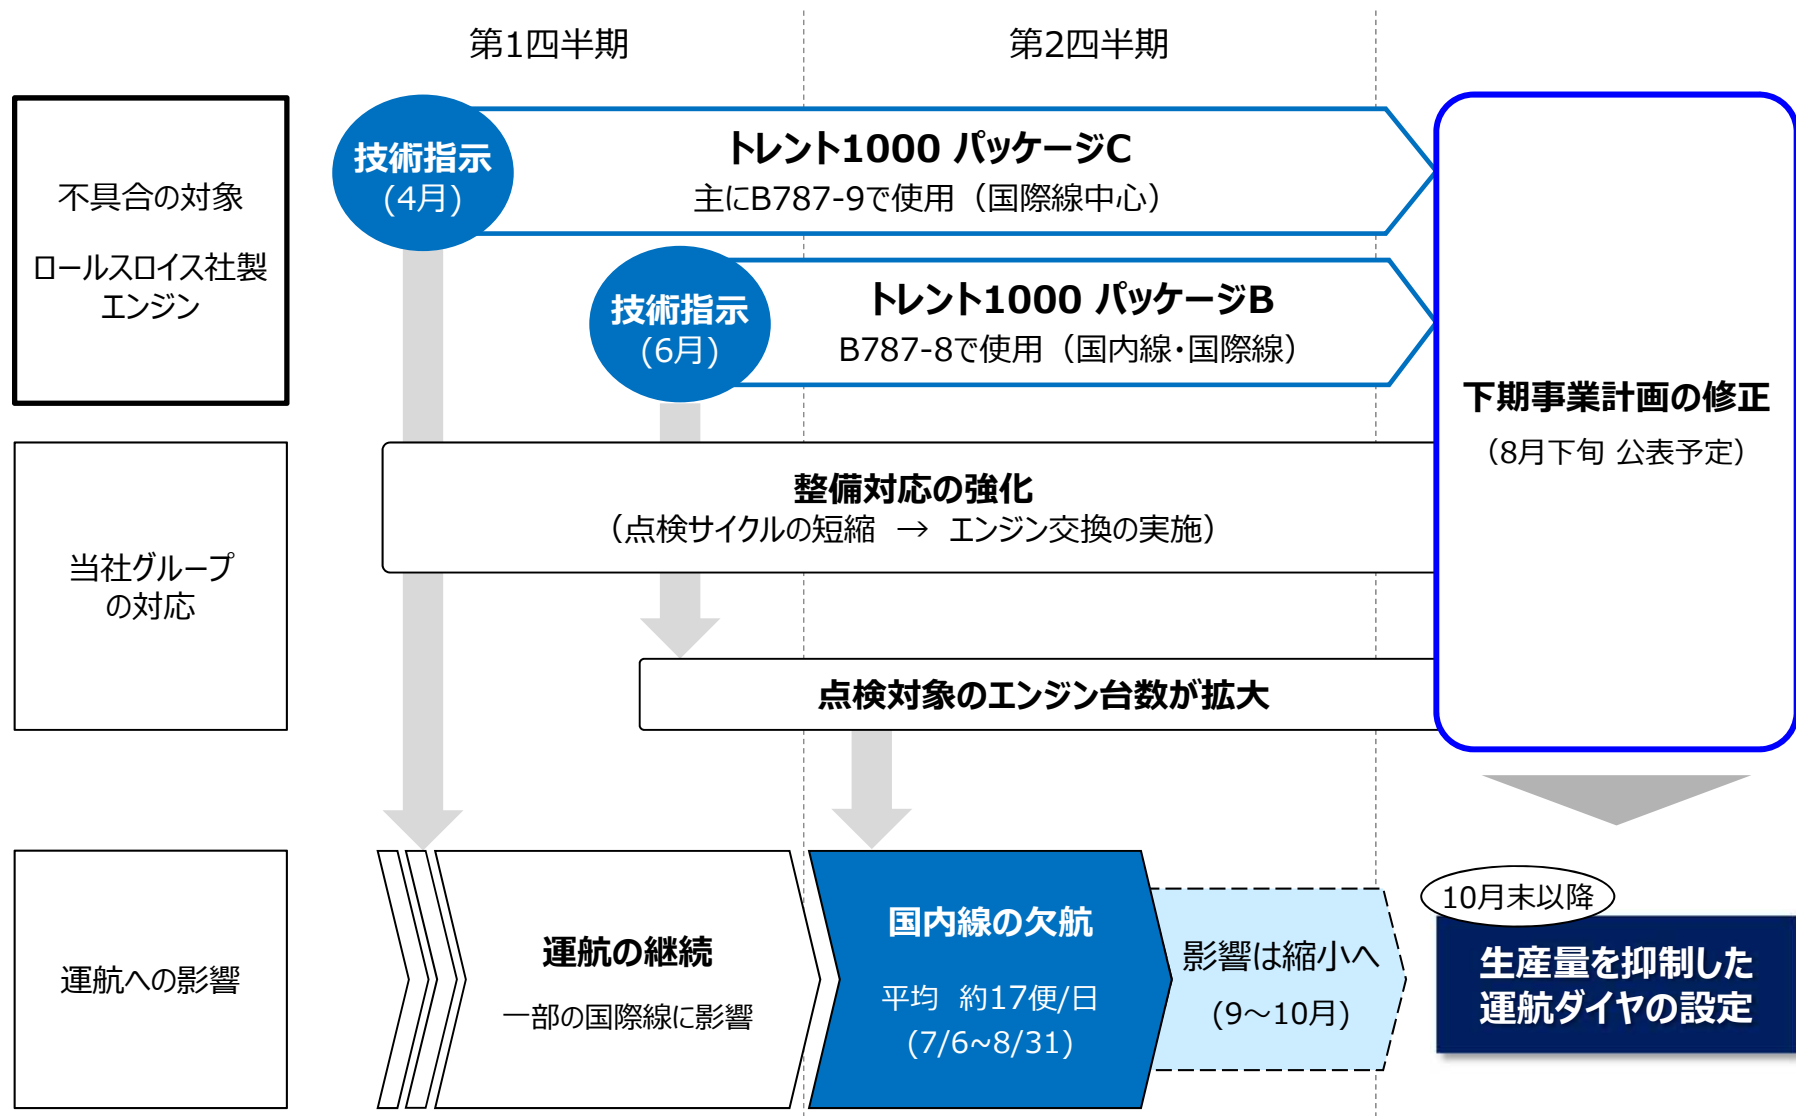 第1四半期
第2四半期
不具合の対象
ロールスロイス社製
エンジン
技術指示
(4月)
トレント1000 パッケージC
主にB787-9で使用（国際線中心）
技術指示
(6月)
トレント1000 パッケージB
B787-8で使用（国内線・国際線）
下期事業計画の修正
（8月下旬 公表予定）
当社グループ
の対応
整備対応の強化
（点検サイクルの短縮 → エンジン交換の実施）
点検対象のエンジン台数が拡大
運航への影響
運航の継続
一部の国際線に影響
国内線の欠航
平均 約17便/日
(7/6~8/31)
影響は縮小へ
(9～10月)
10月末以降
生産量を抑制した
運航ダイヤの設定